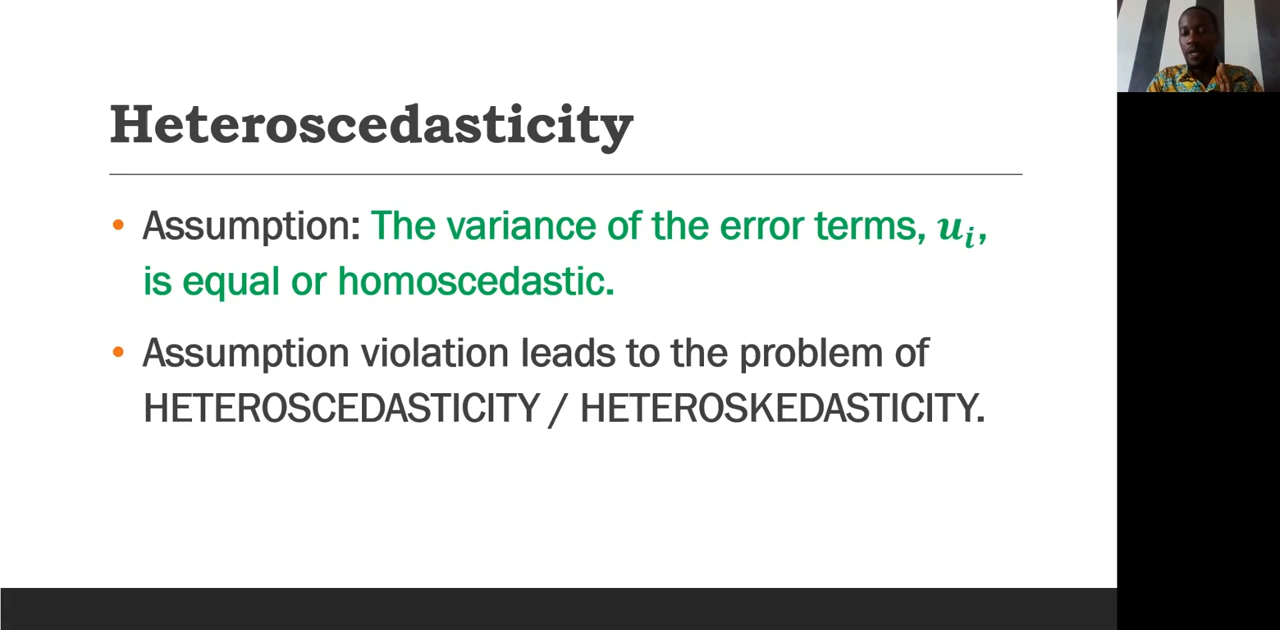 Heteroscedasticity
• Assumption: The variance of the error terms, uᵢ,
is equal or homoscedastic.
• Assumption violation leads to the problem of
HETEROSCEDASTICITY / HETEROSKEDASTICITY.